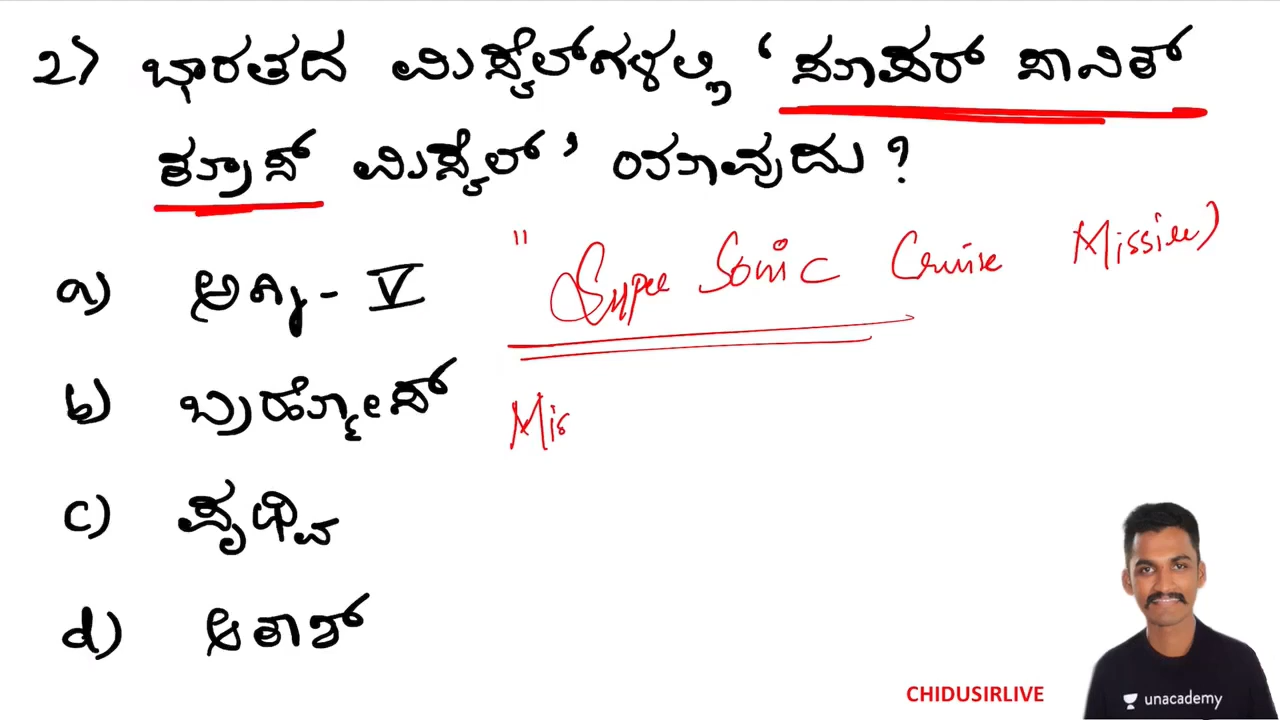 2> ಭಾರತದ ಮಿಸೈಲ್‌ಗಳಲ್ಲಿ ‘ ಸೂಪರ್ ಸಾನಿಕ್
ಕ್ರೂಸ್ ಮಿಸೈಲ್ ’ ಯಾವುದು ?
" Super Sonic Cruise Missile)
a) ಅಗ್ನಿ - V
b) ಬ್ರಹ್ಮೋಸ್
Mis
c) ಪೃಥ್ವಿ
d) ಆಕಾಶ್
CHIDUSIRLIVE
unacademy